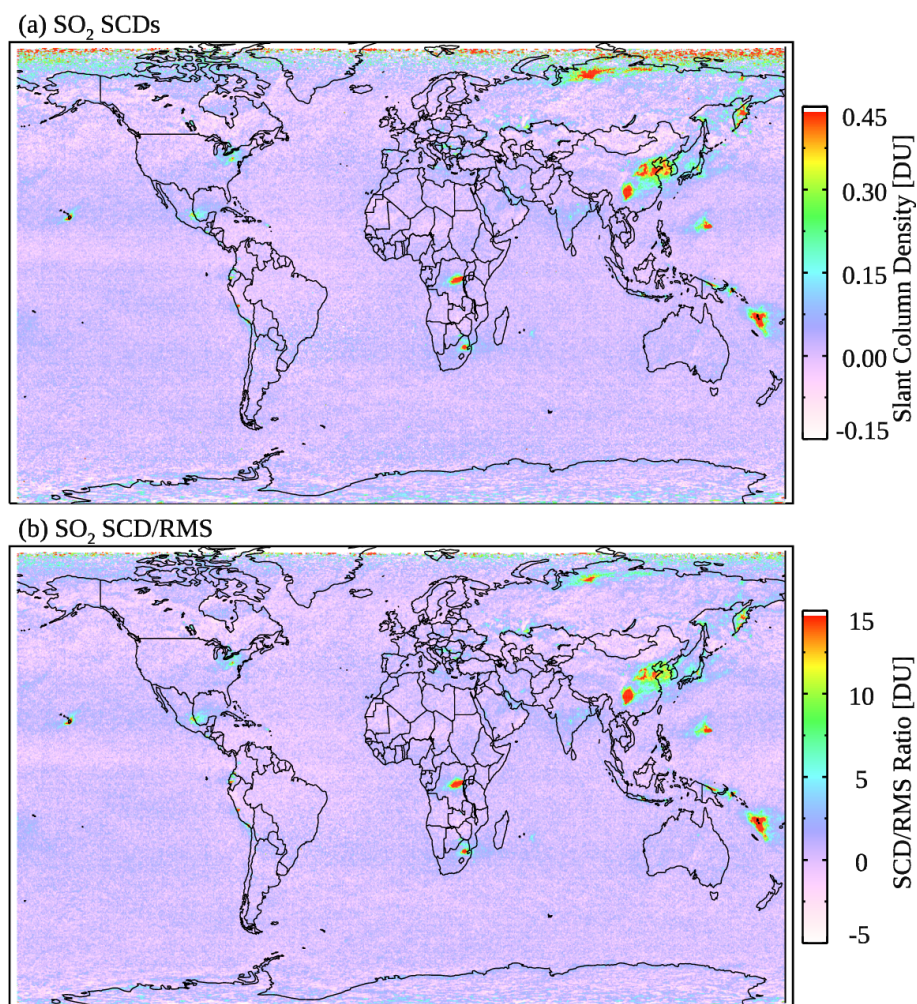 (a) SO₂ SCDs
0.45
0.30
0.15
0.00
-0.15
Slant Column Density [DU]
(b) SO₂ SCD/RMS
15
10
5
0
-5
SCD/RMS Ratio [DU]